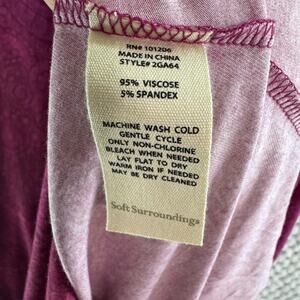 RN# 101206
MADE IN CHINA
STYLE# 2GA64
95% VISCOSE
5% SPANDEX
MACHINE WASH COLD
GENTLE CYCLE
ONLY NON-CHLORINE
BLEACH WHEN NEEDED
LAY FLAT TO DRY
WARM IRON IF NEEDED
MAY BE DRY CLEANED
Soft Surroundings